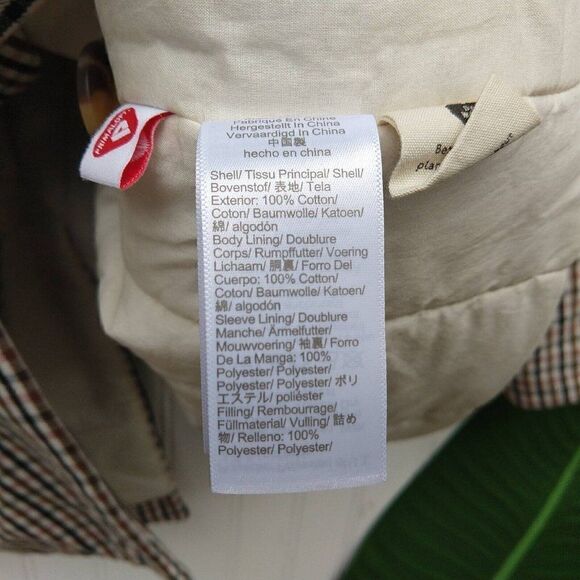 PRIMALOFT
Fabriqué En Chine
Hergestellt In China
Vervaardigd In China
中国製
hecho en china
Shell/ Tissu Principal/ Shell/
Bovenstof/ 表地/ Tela
Exterior: 100% Cotton/
Coton/ Baumwolle/ Katoen/
綿/ algodón
Body Lining/ Doublure
Corps/ Rumpffutter/ Voering
Lichaam/ 胴裏/ Forro Del
Cuerpo: 100% Cotton/
Coton/ Baumwolle/ Katoen/
綿/ algodón
Sleeve Lining/ Doublure
Manche/ Ärmelfutter/
Mouwvoering/ 袖裏/ Forro
De La Manga: 100%
Polyester/ Polyester/
Polyester/ Polyester/ ポリ
エステル/ poliéster
Filling/ Rembourrage/
Füllmaterial/ Vulling/ 詰め
物/ Relleno: 100%
Polyester/ Polyester/